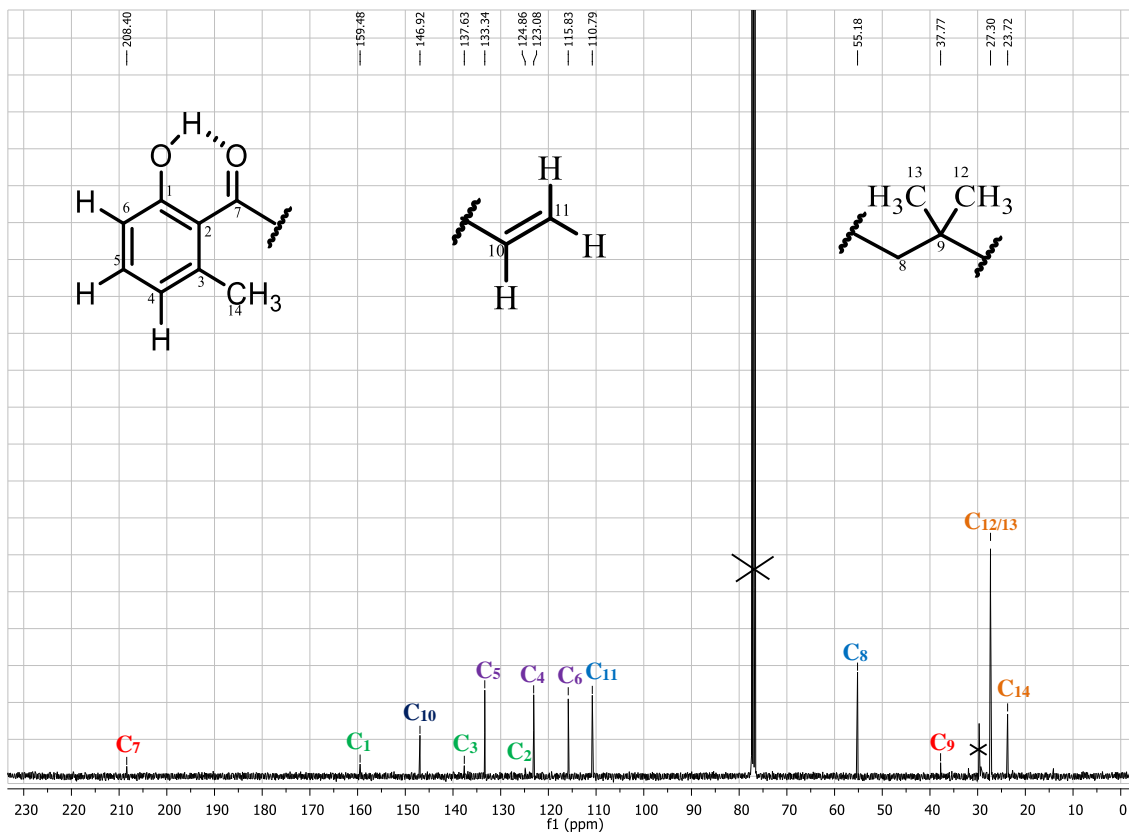 208.40 159.48 146.92 137.63 133.34 124.86 123.08 115.83 110.79 55.18 37.77 27.30 23.72
H
O O
H 6 1 7
2
5 3
H 4 CH3
14
H
H
11
10 H
H
13 12
H3C CH3
9
8
C12/13
C8
C5 C4 C6 C11
C14
C10
C7 C1 C3 C2 C9
230 220 210 200 190 180 170 160 150 140 130 120 110 100 90 80 70 60 50 40 30 20 10 0
f1 (ppm)